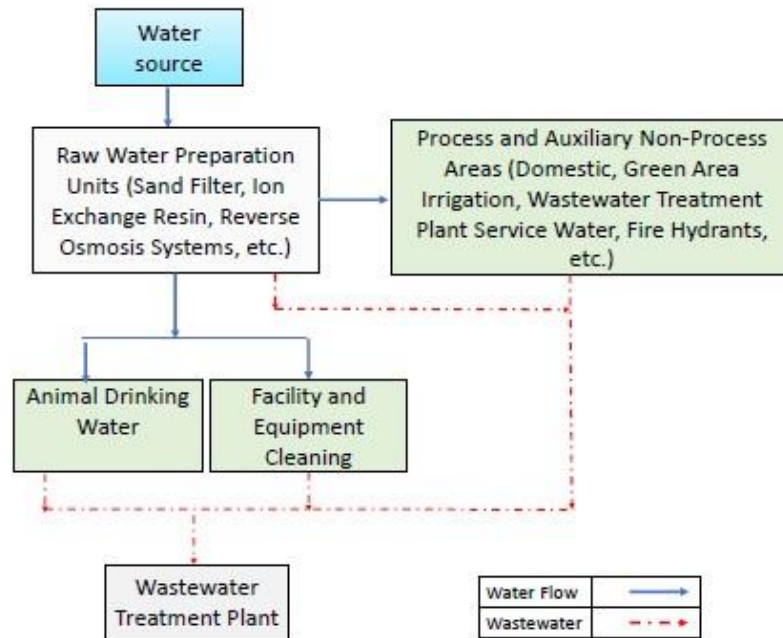 Water
source
Raw Water Preparation
Units (Sand Filter, Ion
Exchange Resin, Reverse
Osmosis Systems, etc.)
Process and Auxiliary Non-Process
Areas (Domestic, Green Area
Irrigation, Wastewater Treatment
Plant Service Water, Fire Hydrants,
etc.)
Animal Drinking
Water
Facility and
Equipment
Cleaning
Wastewater
Treatment Plant
Water Flow
Wastewater